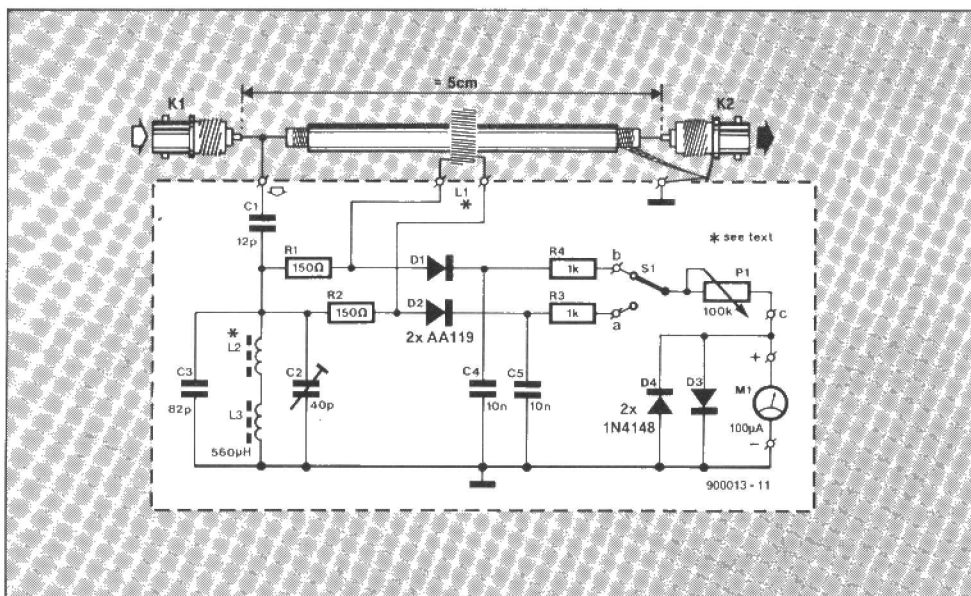 = 5cm
K1
K2
C1
12p
L1
*
* see text
R1
150Ω
D1
R4
1k
b
S1
P1
100k
c
R2
150Ω
D2
2x AA119
R3
1k
a
*
L2
C3
82p
C2
40p
L3
560µH
C4
10n
C5
10n
D4
D3
2x
1N4148
+
M1
100µA
–
900013 - 11